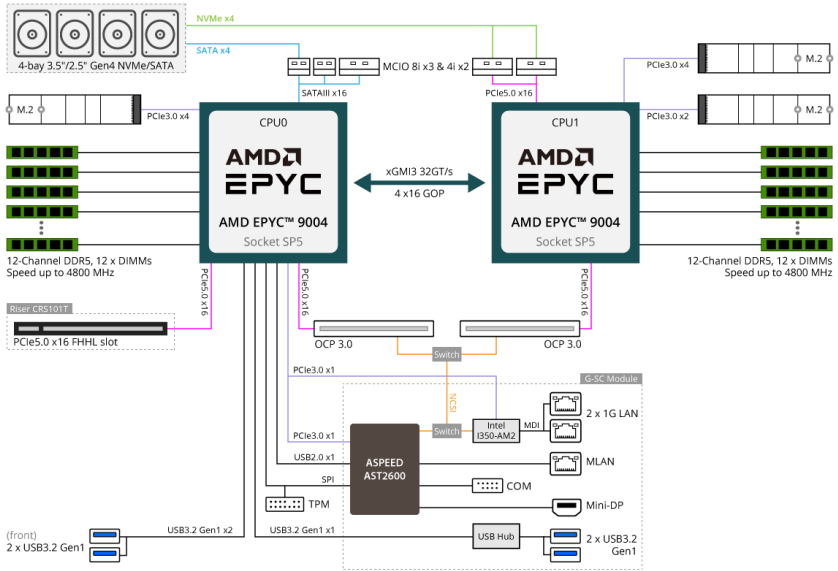 NVMe x4
SATA x4
4-bay 3.5"/2.5" Gen4 NVMe/SATA
MCIO 8i x3 & 4i x2
SATAIII x16
PCIe5.0 x16
PCIe3.0 x4
M.2
M.2
PCIe3.0 x4
PCIe3.0 x2
M.2
CPU0
AMD
EPYC
AMD EPYC™ 9004
Socket SP5
xGMI3 32GT/s
4 x16 GOP
CPU1
AMD
EPYC
AMD EPYC™ 9004
Socket SP5
12-Channel DDR5, 12 x DIMMs
Speed up to 4800 MHz
12-Channel DDR5, 12 x DIMMs
Speed up to 4800 MHz
PCIe5.0 x16
PCIe5.0 x16
PCIe5.0 x16
Riser CRS101T
PCIe5.0 x16 FHHL slot
OCP 3.0
OCP 3.0
Switch
PCIe3.0 x1
G-SC Module
NCSI
Switch
Intel
I350-AM2
MDI
2 x 1G LAN
PCIe3.0 x1
USB2.0 x1
ASPEED
AST2600
MLAN
SPI
COM
TPM
Mini-DP
(front)
2 x USB3.2 Gen1
USB3.2 Gen1 x2
USB3.2 Gen1 x1
USB Hub
2 x USB3.2
Gen1